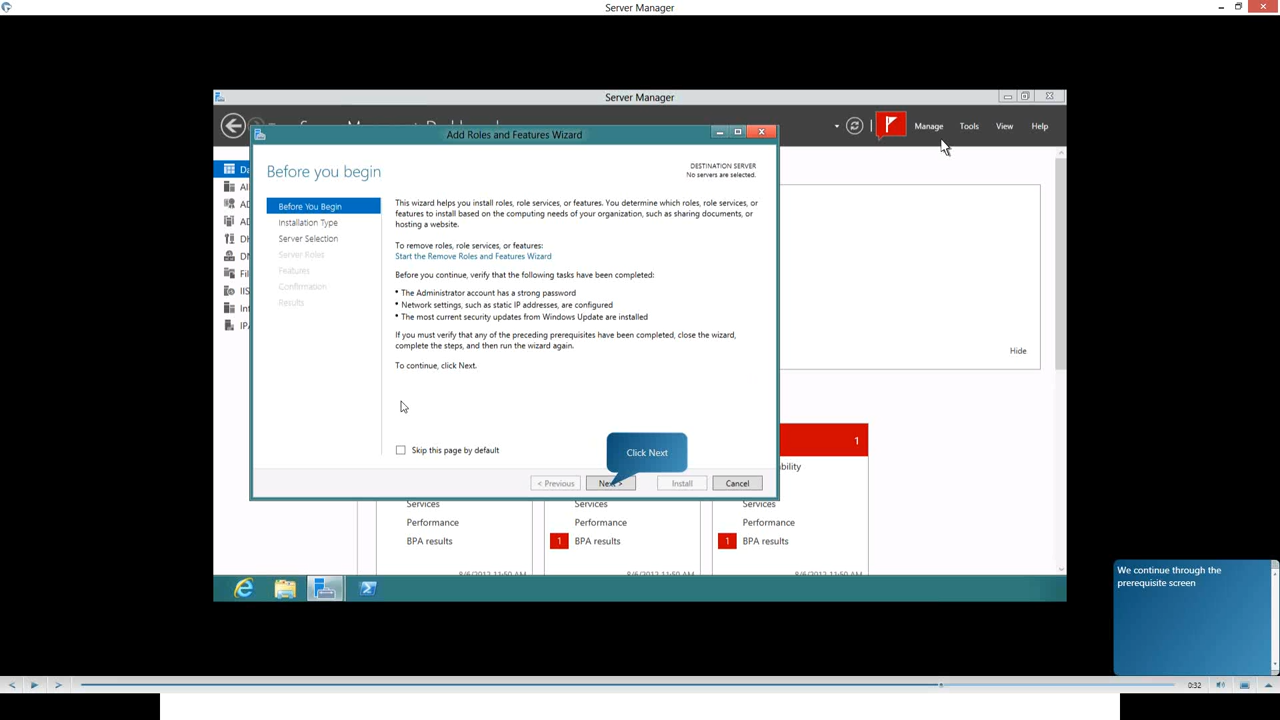 Server Manager
Server Manager
Manage
Tools
View
Help
Add Roles and Features Wizard
Before you begin
DESTINATION SERVER
No servers are selected.
Before You Begin
Installation Type
Server Selection
Server Roles
Features
Confirmation
Results
This wizard helps you install roles, role services, or features. You determine which roles, role services, or
features to install based on the computing needs of your organization, such as sharing documents, or
hosting a website.
To remove roles, role services, or features:
Start the Remove Roles and Features Wizard
Before you continue, verify that the following tasks have been completed:
• The Administrator account has a strong password
• Network settings, such as static IP addresses, are configured
• The most current security updates from Windows Update are installed
If you must verify that any of the preceding prerequisites have been completed, close the wizard,
complete the steps, and then run the wizard again.
To continue, click Next.
Skip this page by default
Click Next
< Previous
Next >
Install
Cancel
Hide
1
Services
Performance
BPA results
Services
Performance
1 BPA results
Services
Performance
1 BPA results
We continue through the
prerequisite screen
0:32